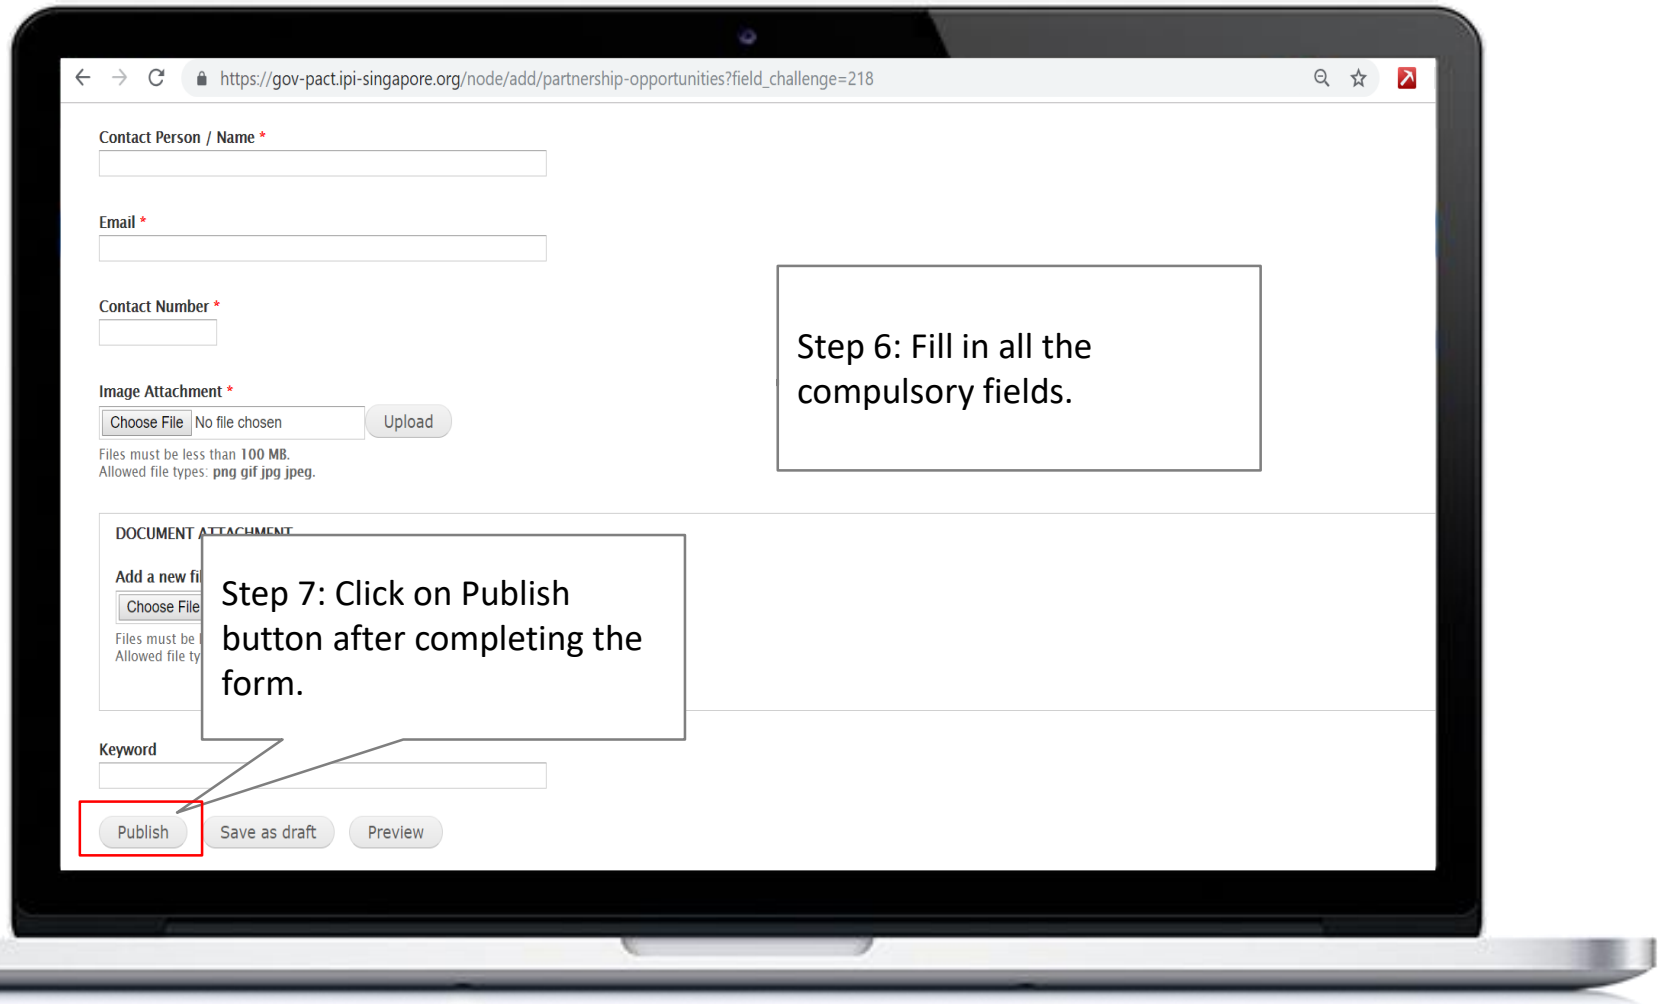 https://gov-pact.ipi-singapore.org/node/add/partnership-opportunities?field_challenge=218
Contact Person / Name *
Email *
Contact Number *
Step 6: Fill in all the
compulsory fields.
Image Attachment *
Choose File No file chosen Upload
Files must be less than 100 MB.
Allowed file types: png gif jpg jpeg.
DOCUMENT ATTACHMENT
Add a new
Choose File
Files must be
Allowed file
Step 7: Click on Publish
button after completing the
form.
Keyword
Publish Save as draft Preview